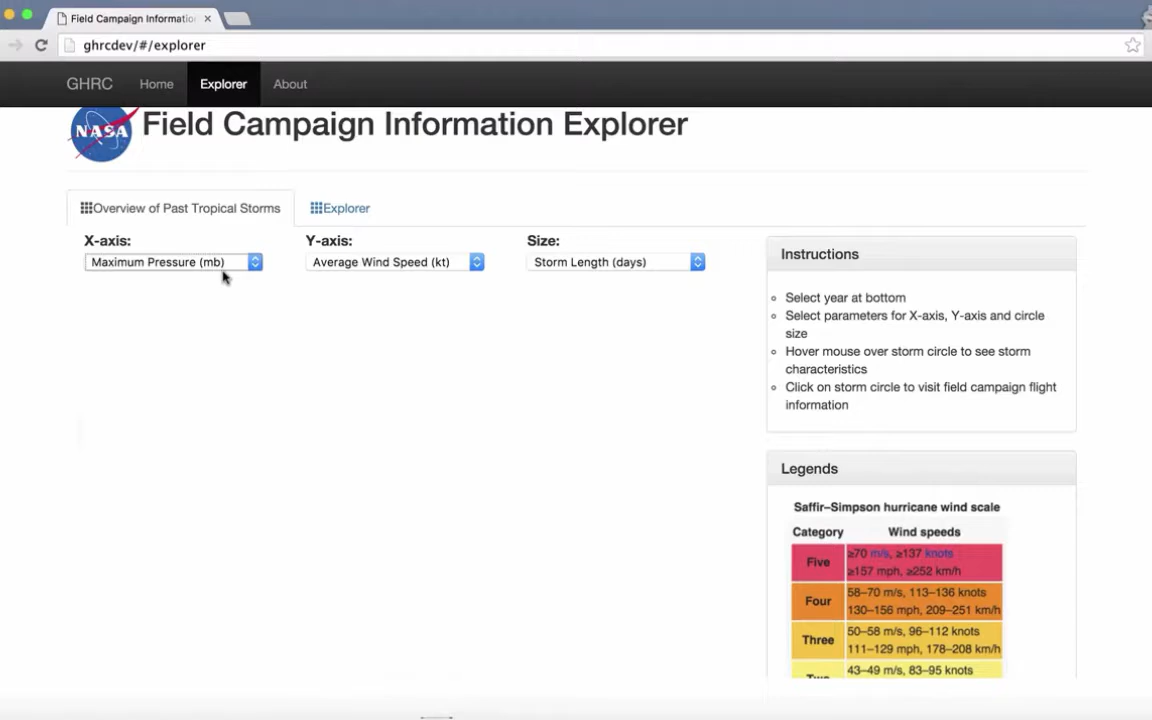 Field Campaign Informatio
ghrcdev/#/explorer
GHRC Home Explorer About
NASA Field Campaign Information Explorer
Overview of Past Tropical Storms Explorer
X-axis: Y-axis: Size:
Maximum Pressure (mb) Average Wind Speed (kt) Storm Length (days)
Instructions
Select year at bottom
Select parameters for X-axis, Y-axis and circle
size
Hover mouse over storm circle to see storm
characteristics
Click on storm circle to visit field campaign flight
information
Legends
Saffir–Simpson hurricane wind scale
Category Wind speeds
Five ≥70 m/s, ≥137 knots
≥157 mph, ≥252 km/h
Four 58–70 m/s, 113–136 knots
130–156 mph, 209–251 km/h
Three 50–58 m/s, 96–112 knots
111–129 mph, 178–208 km/h
43–49 m/s, 83–95 knots